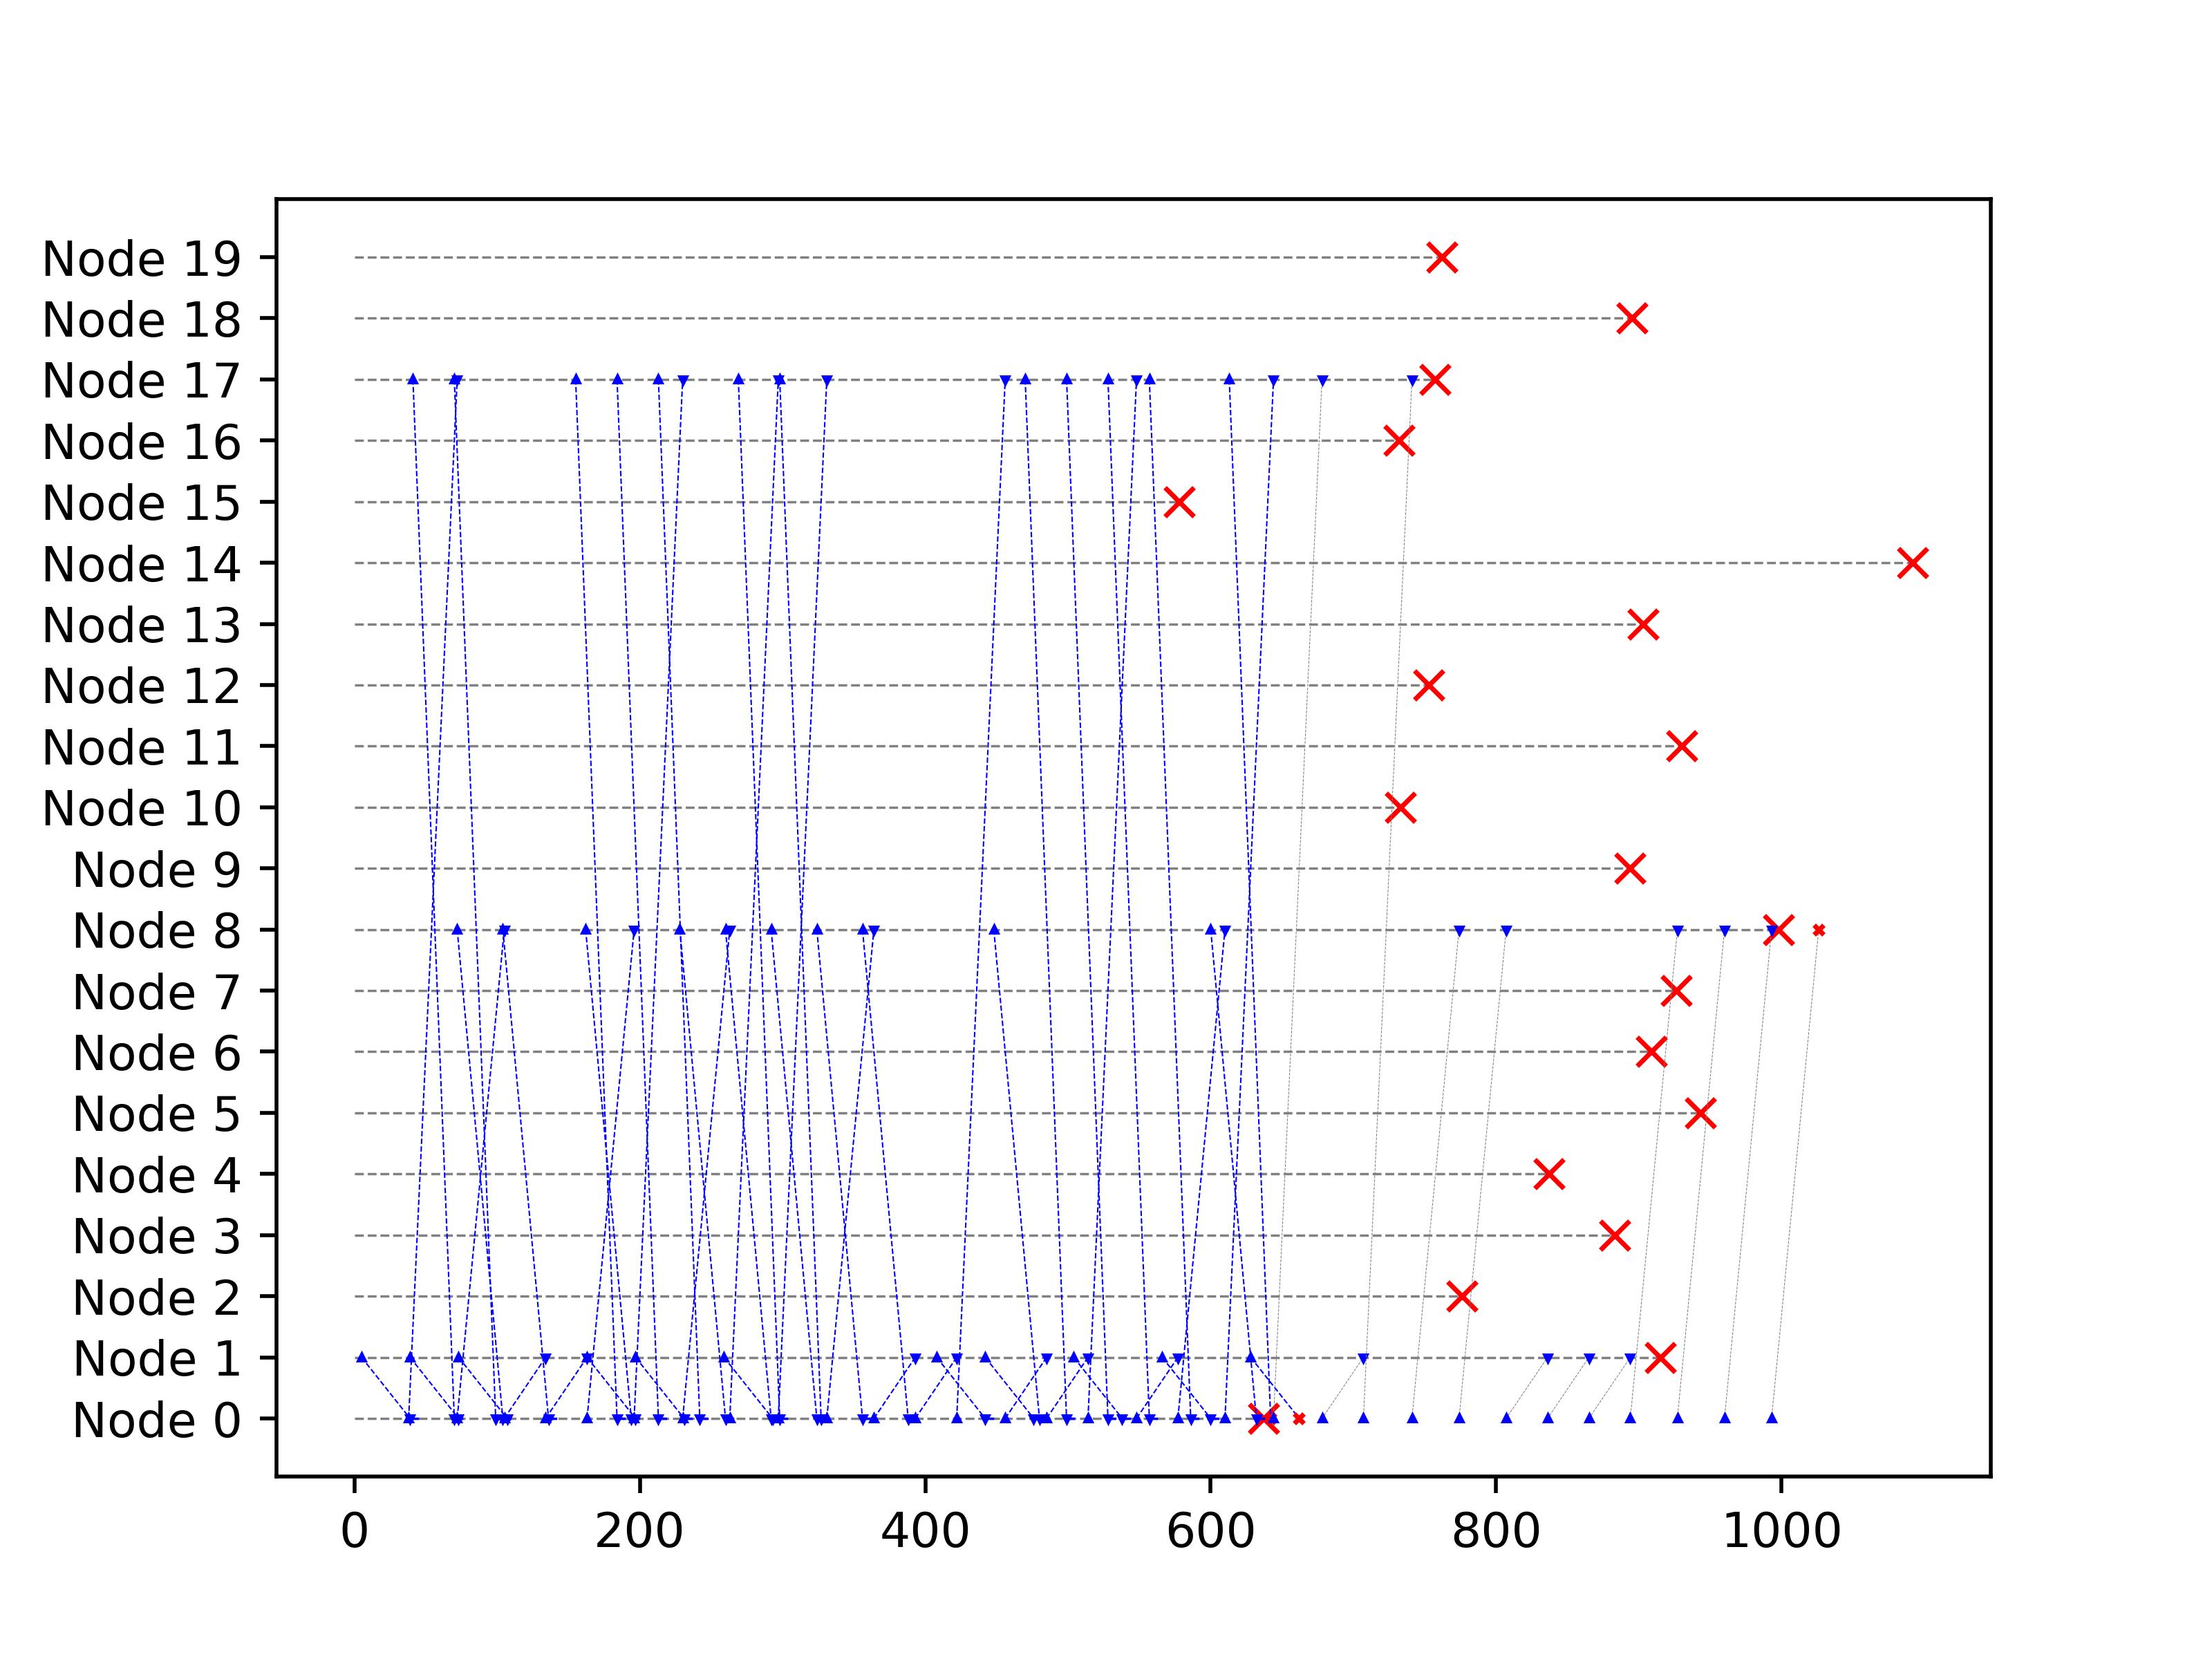 Node 19
Node 18
Node 17
Node 16
Node 15
Node 14
Node 13
Node 12
Node 11
Node 10
Node 9
Node 8
Node 7
Node 6
Node 5
Node 4
Node 3
Node 2
Node 1
Node 0
0 200 400 600 800 1000